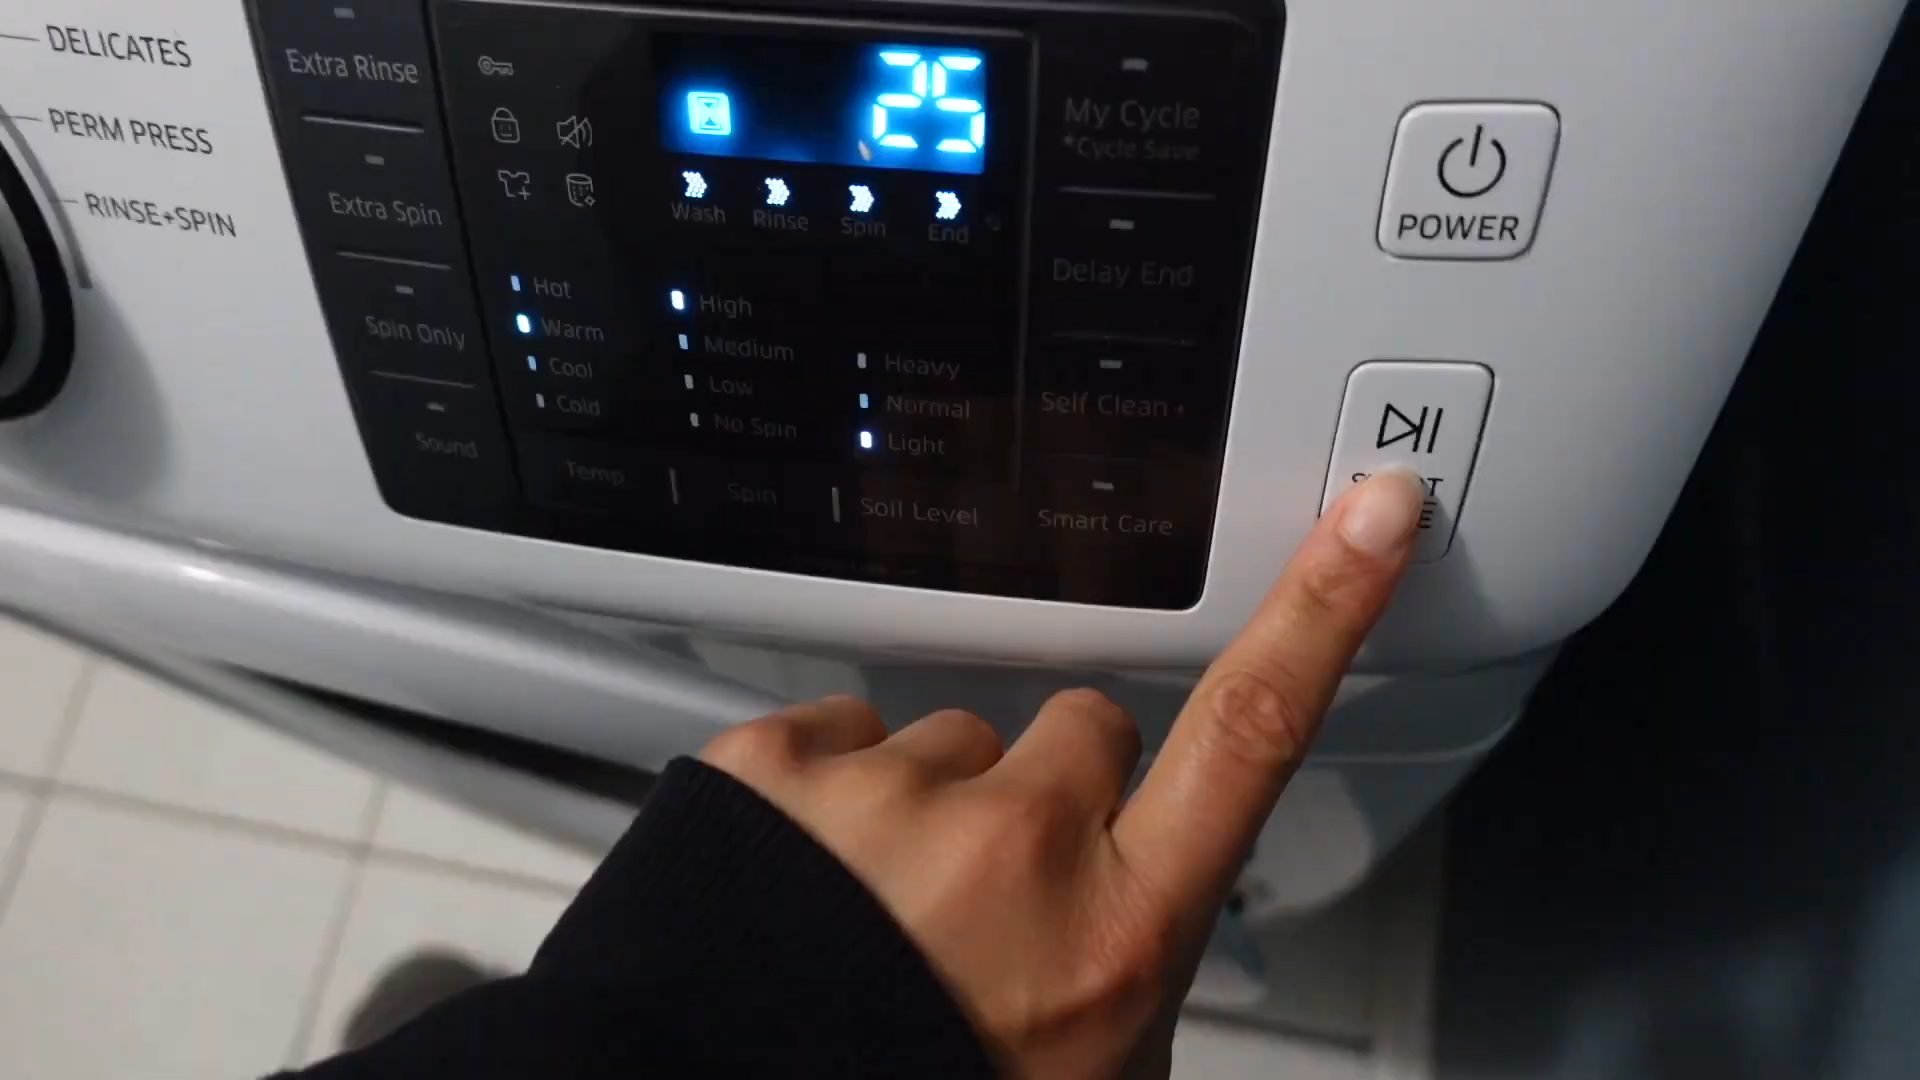 DELICATES
PERM PRESS
RINSE+SPIN
Extra Rinse
Extra Spin
Spin Only
Sound
25
Wash Rinse Spin End
Hot
Warm
Cool
Cold
Temp
High
Medium
Low
No Spin
Spin
Heavy
Normal
Light
Soil Level
My Cycle
*Cycle Save
Delay End
Self Clean+
Smart Care
POWER